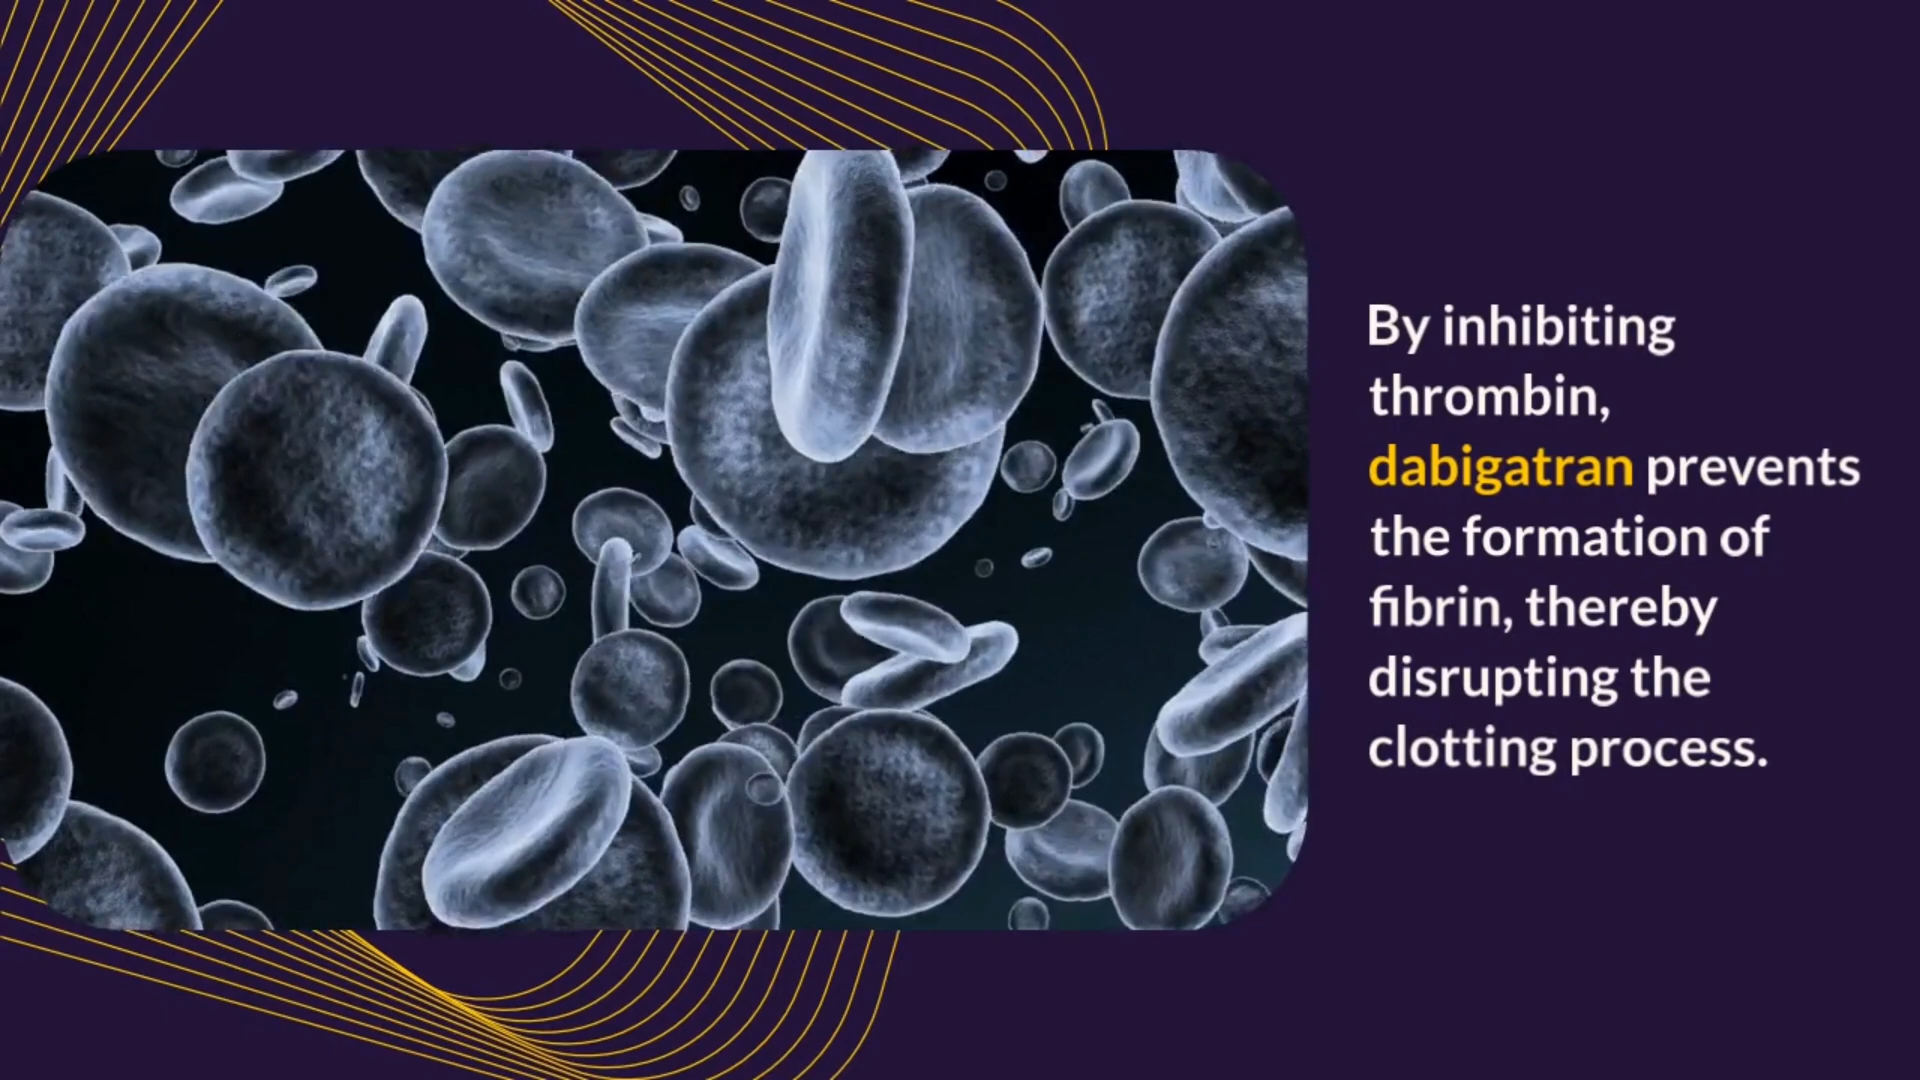 By inhibiting
thrombin,
dabigatran prevents
the formation of
fibrin, thereby
disrupting the
clotting process.